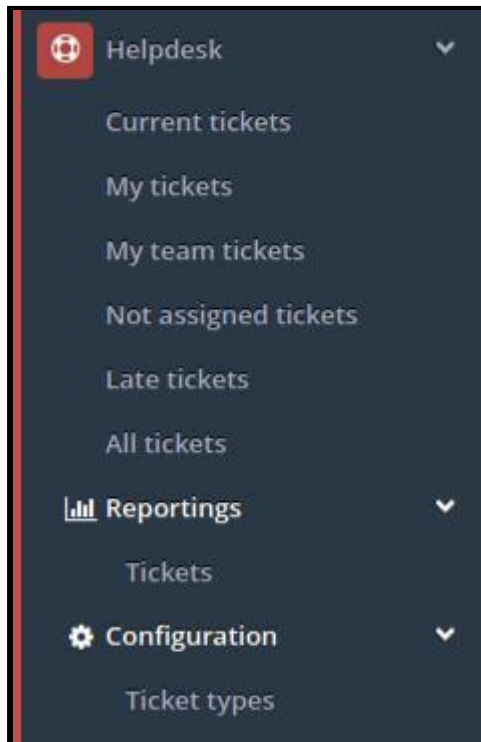 Helpdesk
Current tickets
My tickets
My team tickets
Not assigned tickets
Late tickets
All tickets
Reportings
Tickets
Configuration
Ticket types